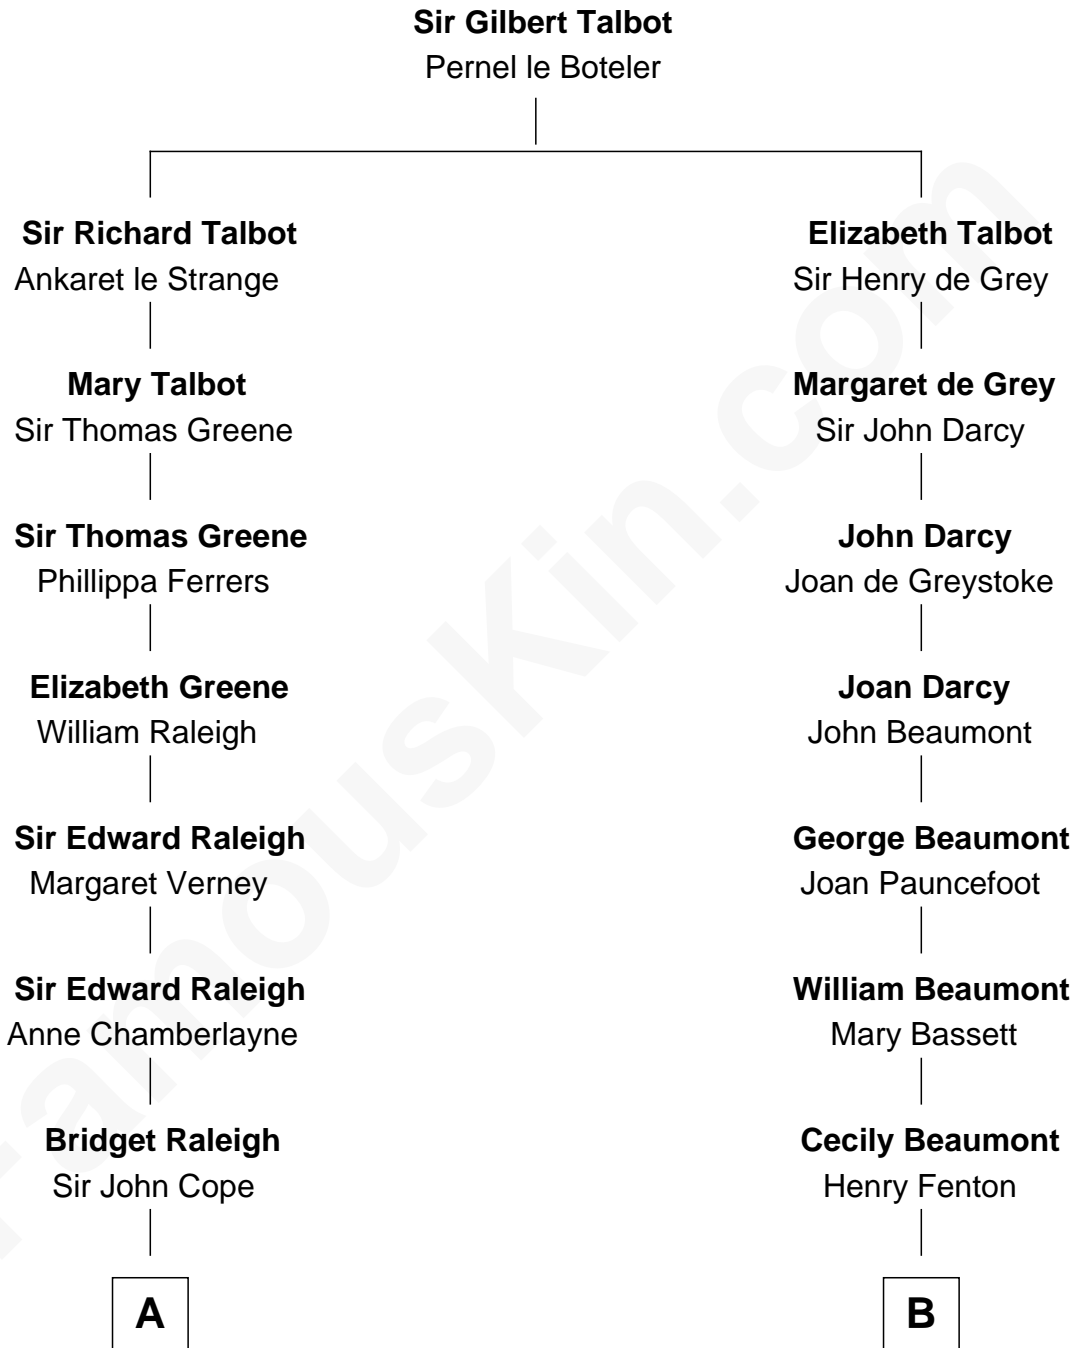 Sir Gilbert Talbot
Pernel le Boteler
Sir Richard Talbot
Ankaret le Strange
Elizabeth Talbot
Sir Henry de Grey
Mary Talbot
Sir Thomas Greene
Margaret de Grey
Sir John Darcy
Sir Thomas Greene
Phillippa Ferrers
John Darcy
Joan de Greystoke
Elizabeth Greene
William Raleigh
Joan Darcy
John Beaumont
Sir Edward Raleigh
Margaret Verney
George Beaumont
Joan Pauncefoot
Sir Edward Raleigh
Anne Chamberlayne
William Beaumont
Mary Bassett
Bridget Raleigh
Sir John Cope
Cecily Beaumont
Henry Fenton
A
B
FamousKin.com